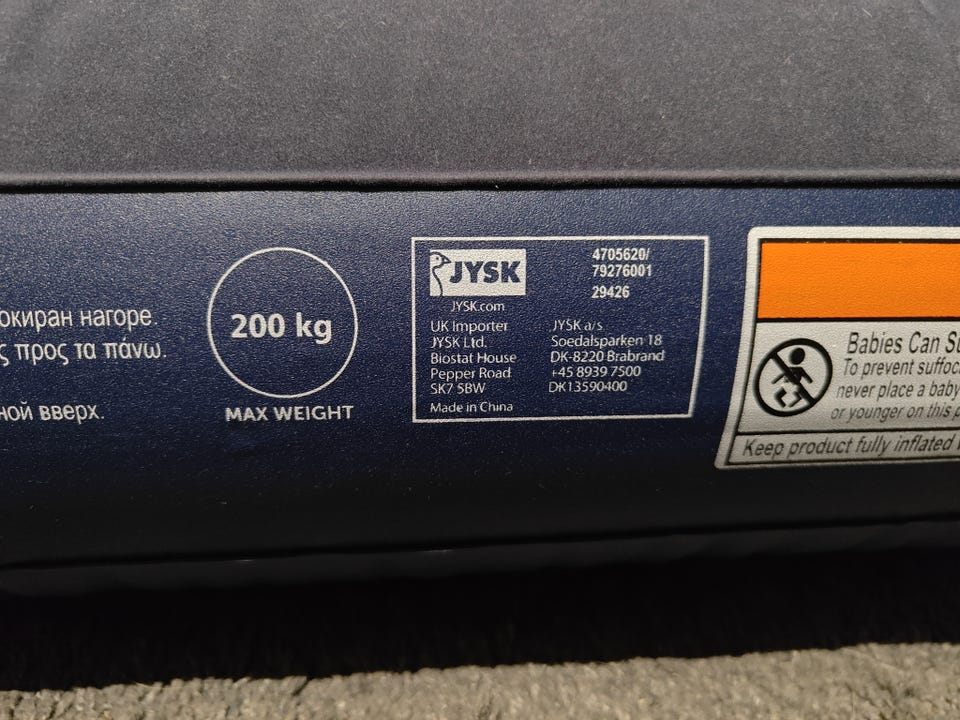 окиран нагоре.
ς προς τα πάνω.
ной вверх.
200 kg
MAX WEIGHT
JYSK
JYSK.com
UK Importer
JYSK Ltd.
Biostat House
Pepper Road
SK7 5BW
Made in China
4705620/
79276001
29426
JYSK a/s
Soedalsparken 18
DK-8220 Brabrand
+45 8939 7500
DK13590400
Babies Can Su
To prevent suffoc
never place a baby
or younger on this p
Keep product fully inflated